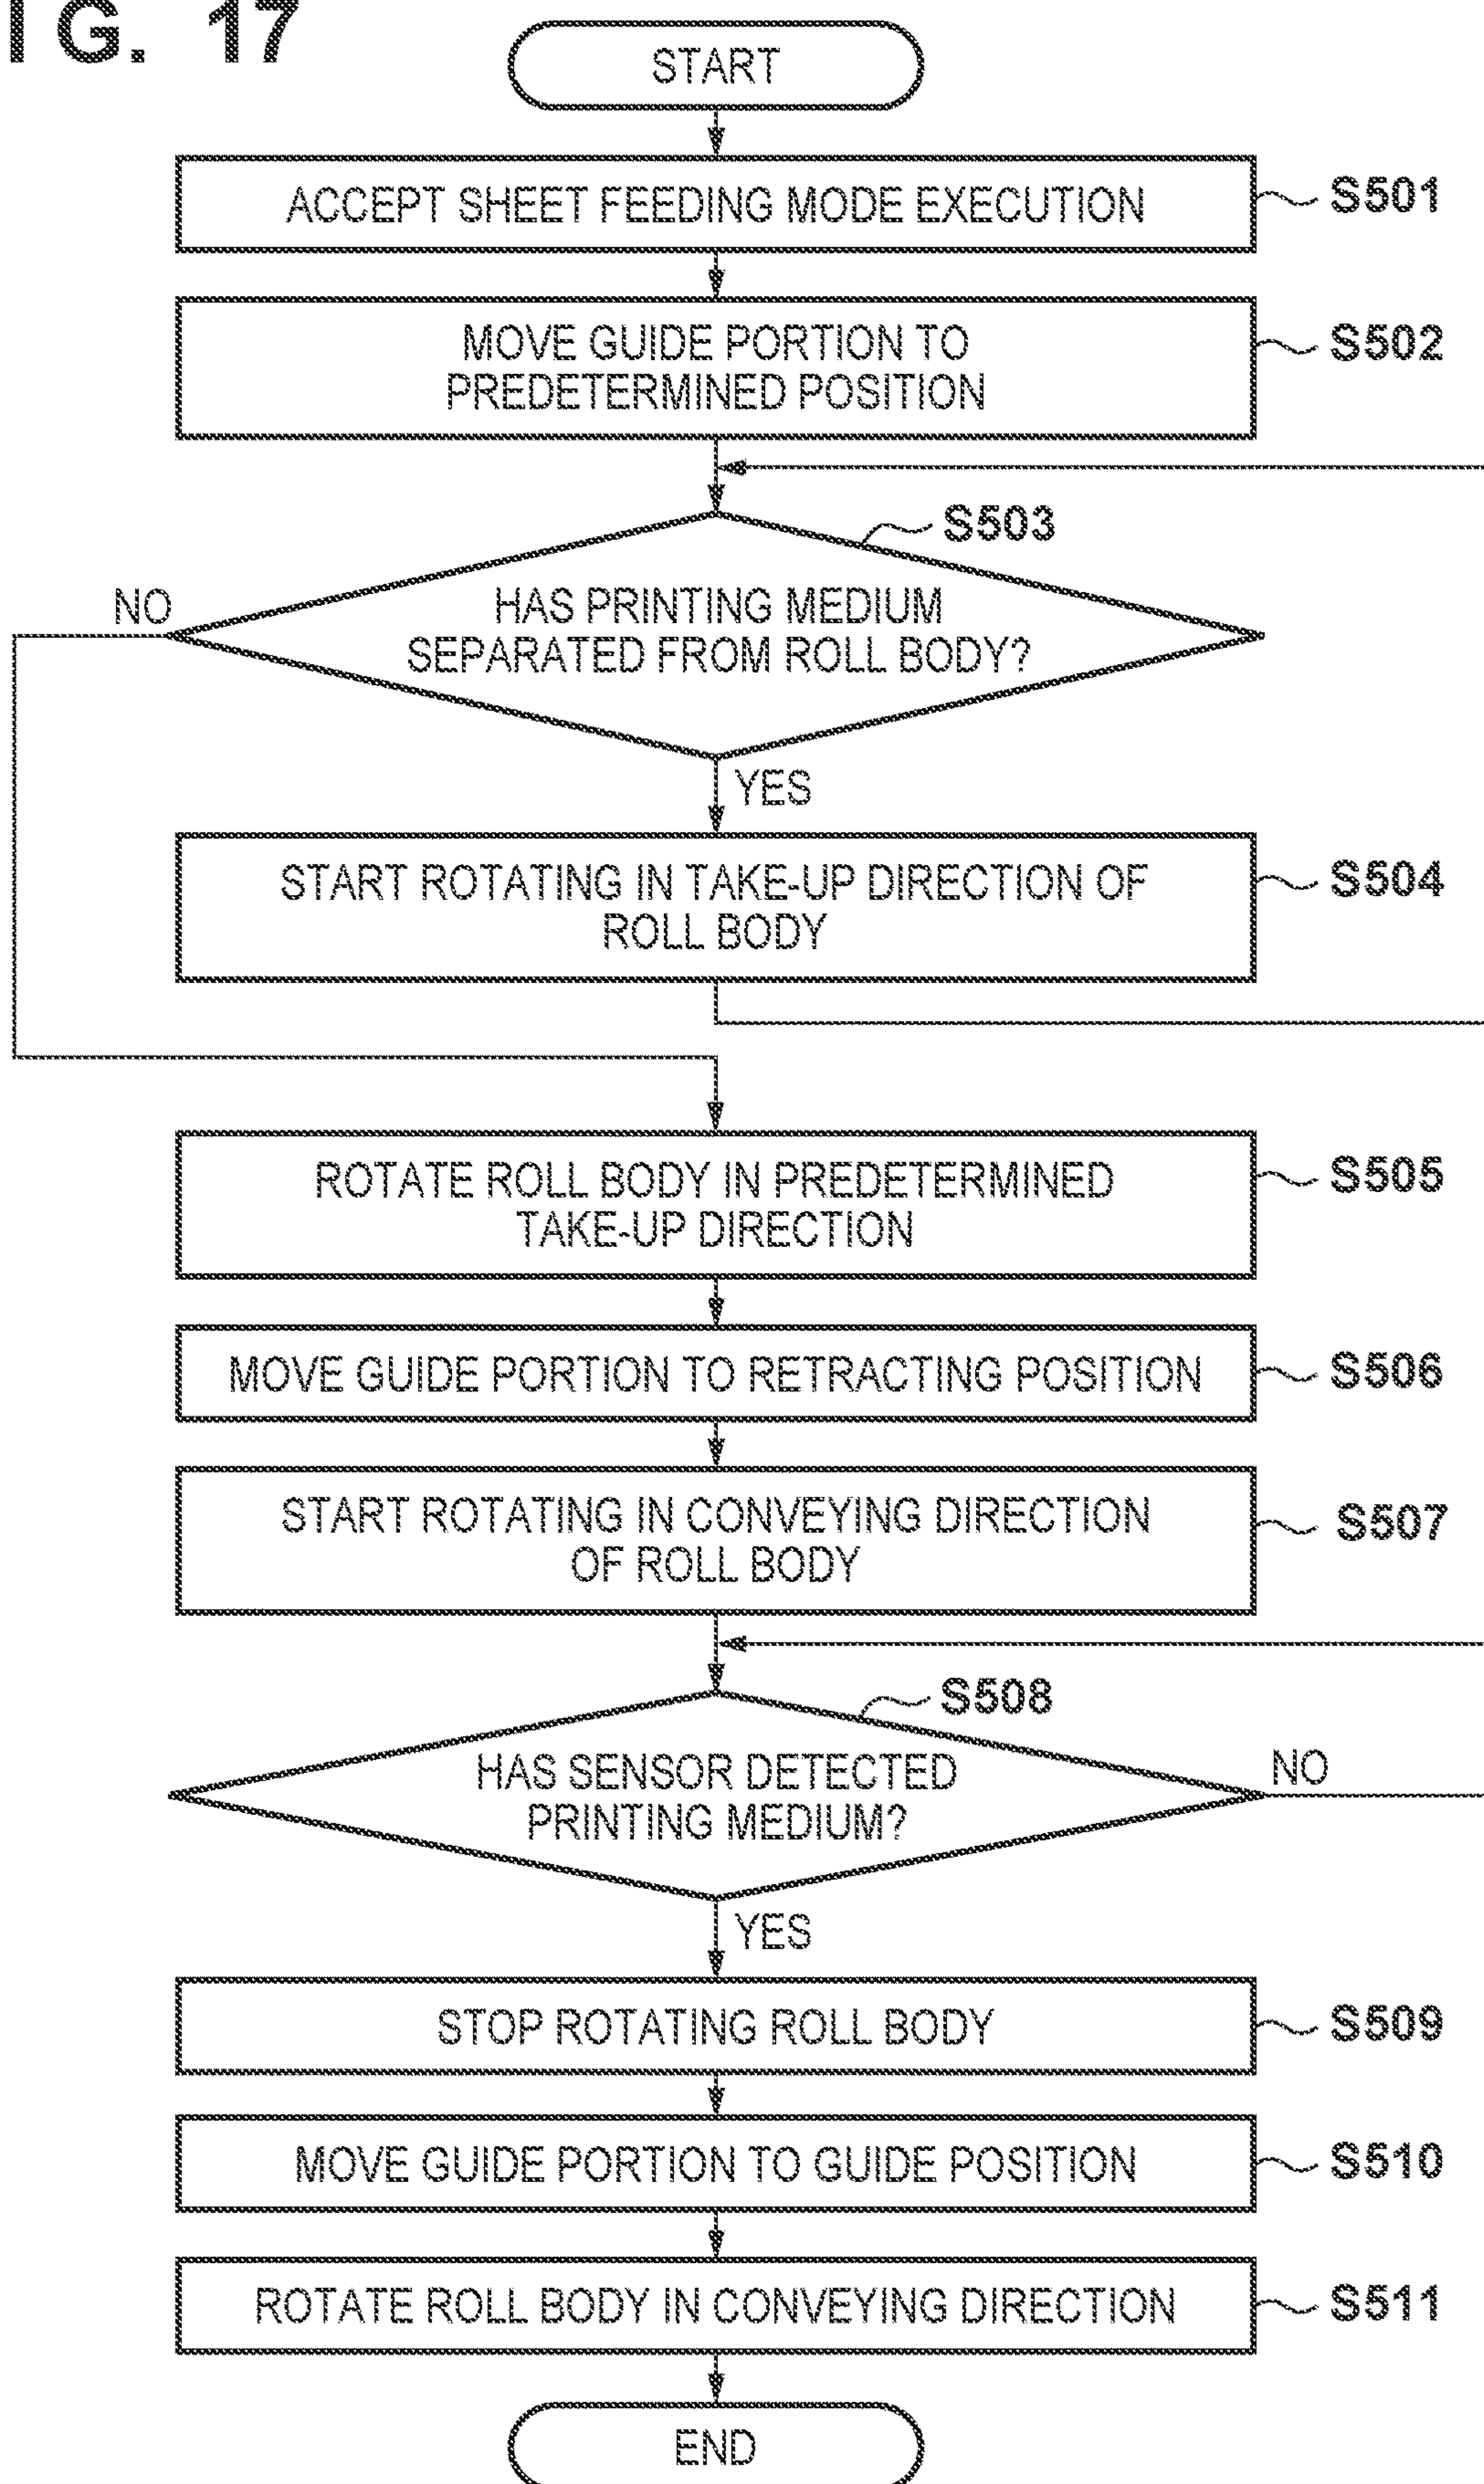 IG. 17
START
ACCEPT SHEET FEEDING MODE EXECUTION
S501
MOVE GUIDE PORTION TO
PREDETERMINED POSITION
S502
S503
HAS PRINTING MEDIUM
SEPARATED FROM ROLL BODY?
NO
YES
START ROTATING IN TAKE-UP DIRECTION OF
ROLL BODY
S504
ROTATE ROLL BODY IN PREDETERMINED
TAKE-UP DIRECTION
S505
MOVE GUIDE PORTION TO RETRACTING POSITION
S506
START ROTATING IN CONVEYING DIRECTION
OF ROLL BODY
S507
S508
HAS SENSOR DETECTED
PRINTING MEDIUM?
NO
YES
STOP ROTATING ROLL BODY
S509
MOVE GUIDE PORTION TO GUIDE POSITION
S510
ROTATE ROLL BODY IN CONVEYING DIRECTION
S511
END